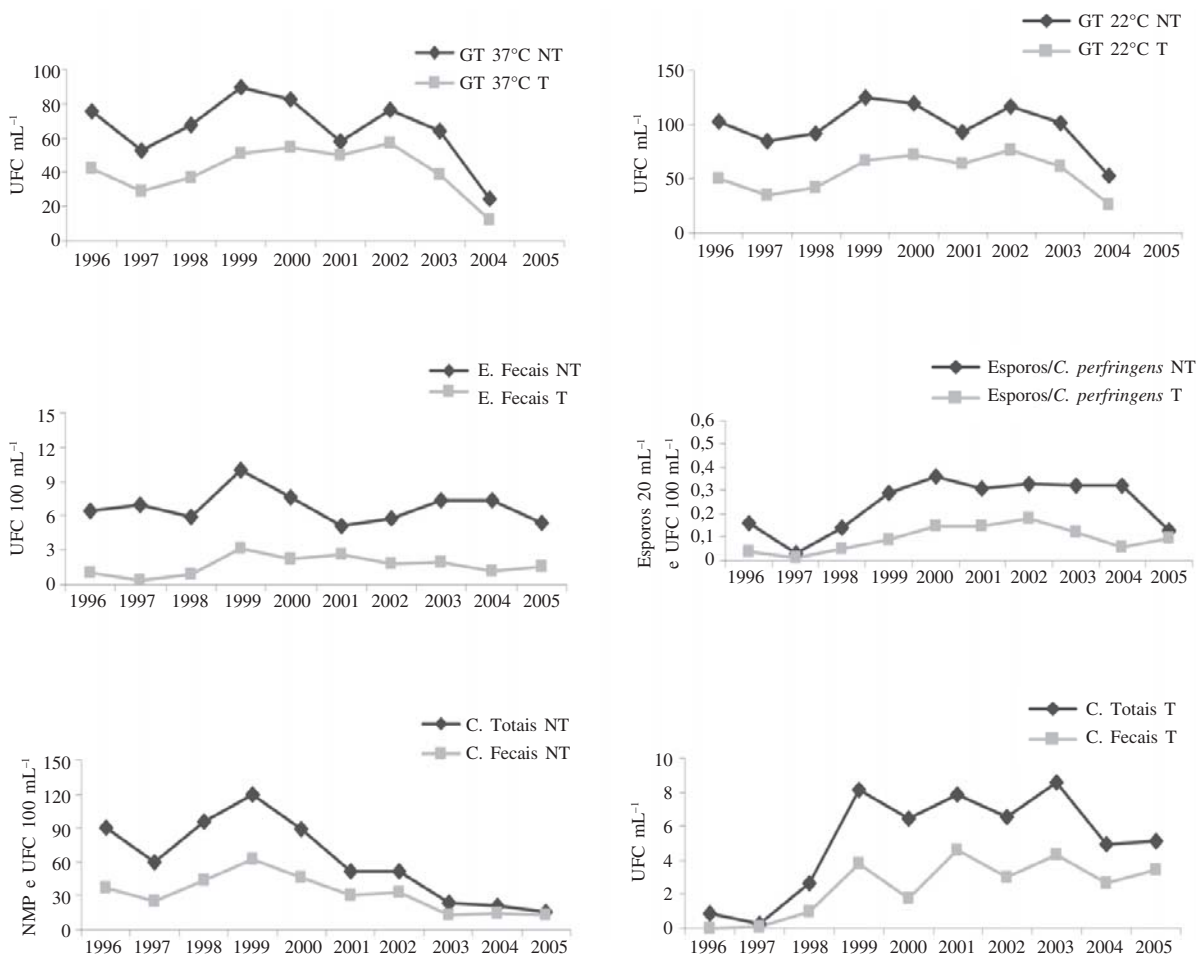 GT 37°C NT
GT 37°C T
UFC mL⁻¹
100
80
60
40
20
0
1996 1997 1998 1999 2000 2001 2002 2003 2004 2005
GT 22°C NT
GT 22°C T
UFC mL⁻¹
150
100
50
0
1996 1997 1998 1999 2000 2001 2002 2003 2004 2005
E. Fecais NT
E. Fecais T
UFC 100 mL⁻¹
15
12
9
6
3
0
1996 1997 1998 1999 2000 2001 2002 2003 2004 2005
Esporos/C. perfringens NT
Esporos/C. perfringens T
Esporos 20 mL⁻¹
e UFC 100 mL⁻¹
0,6
0,5
0,4
0,3
0,2
0,1
0
1996 1997 1998 1999 2000 2001 2002 2003 2004 2005
C. Totais NT
C. Fecais NT
NMP e UFC 100 mL⁻¹
150
120
90
60
30
0
1996 1997 1998 1999 2000 2001 2002 2003 2004 2005
C. Totais T
C. Fecais T
UFC mL⁻¹
10
8
6
4
2
0
1996 1997 1998 1999 2000 2001 2002 2003 2004 2005